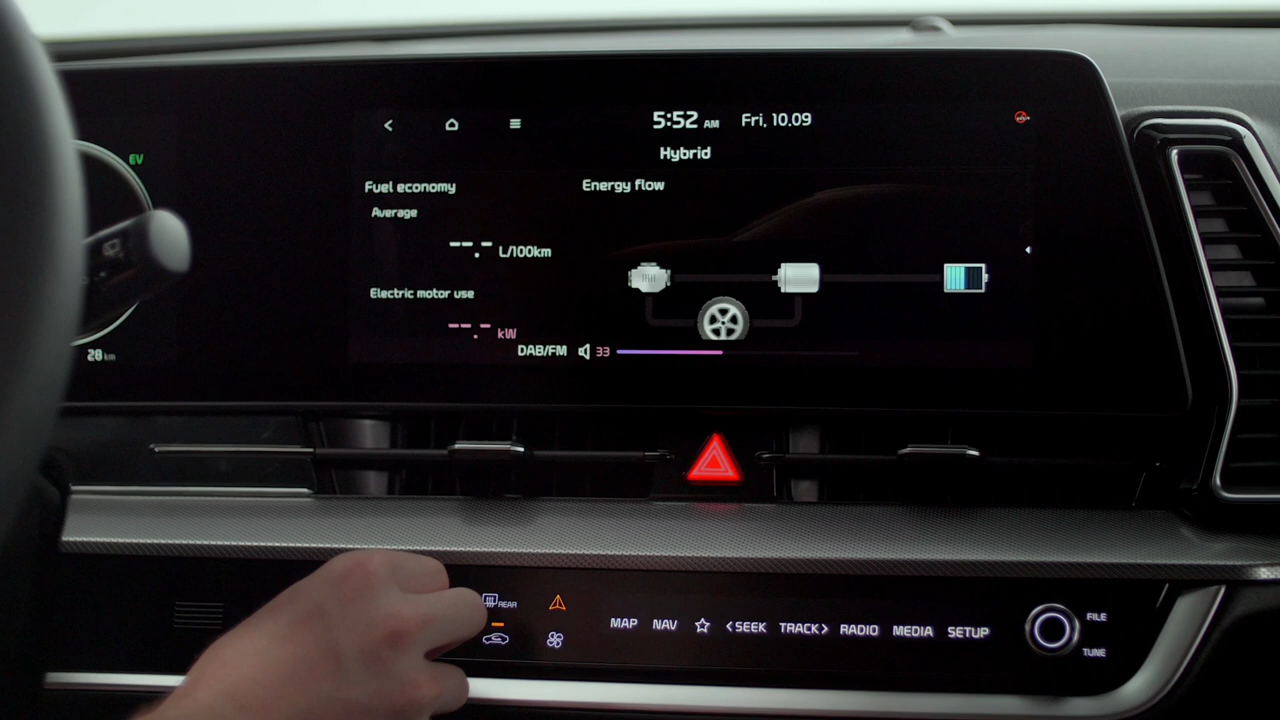 EV
28 km
5:52 AM Fri, 10.09
Hybrid
Fuel economy
Energy flow
Average
--.- L/100km
Electric motor use
--.- kW
DAB/FM 33
REAR
MAP NAV <SEEK TRACK> RADIO MEDIA SETUP
FILE
TUNE